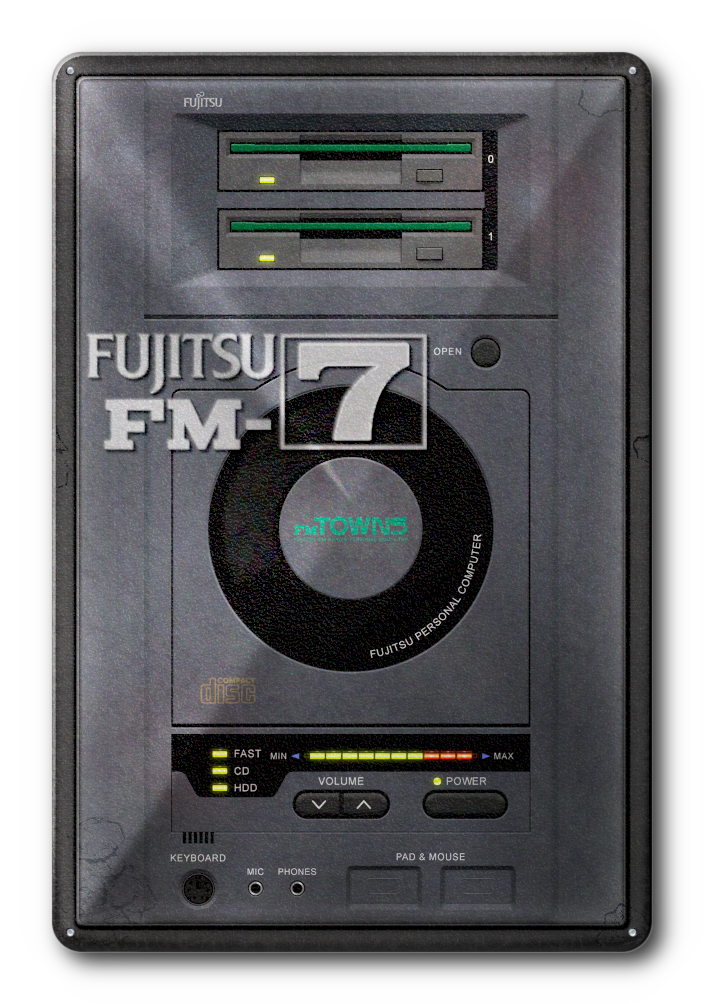 FUJITSU
0
1
FUJITSU
FM-7
OPEN
FM TOWNS
FUJITSU PERSONAL COMPUTER
COMPACT
disc
FAST
MIN
MAX
CD
HDD
VOLUME
POWER
KEYBOARD
MIC
PHONES
PAD & MOUSE